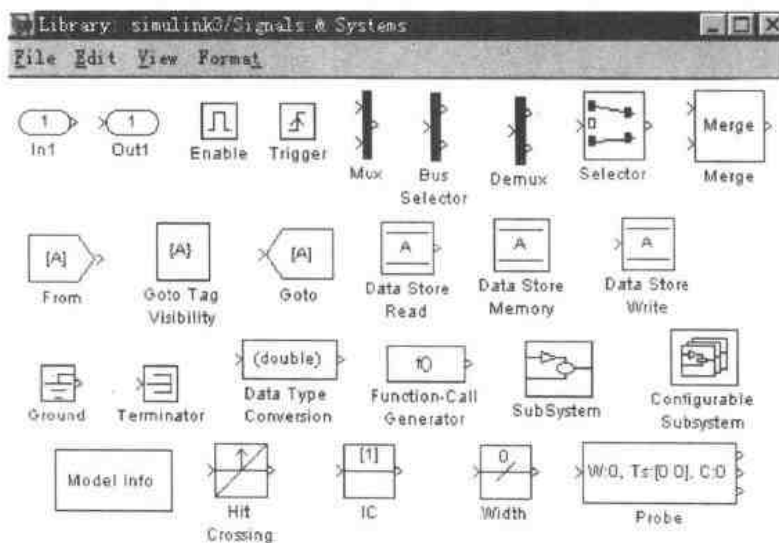 Library: simulink3/Signals & Systems
File Edit View Format
1 1 Merge
In1 Out1 Enable Trigger Mux Bus Selector Demux Selector Merge
[A] [A] [A] A A A
From Goto Tag Visibility Goto Data Store Read Data Store Memory Data Store Write
(double) f()
Ground Terminator Data Type Conversion Function-Call Generator SubSystem Configurable Subsystem
Model Info [1] 0 W:0, Ts:[0 0], C:0
Hit Crossing IC Width Probe